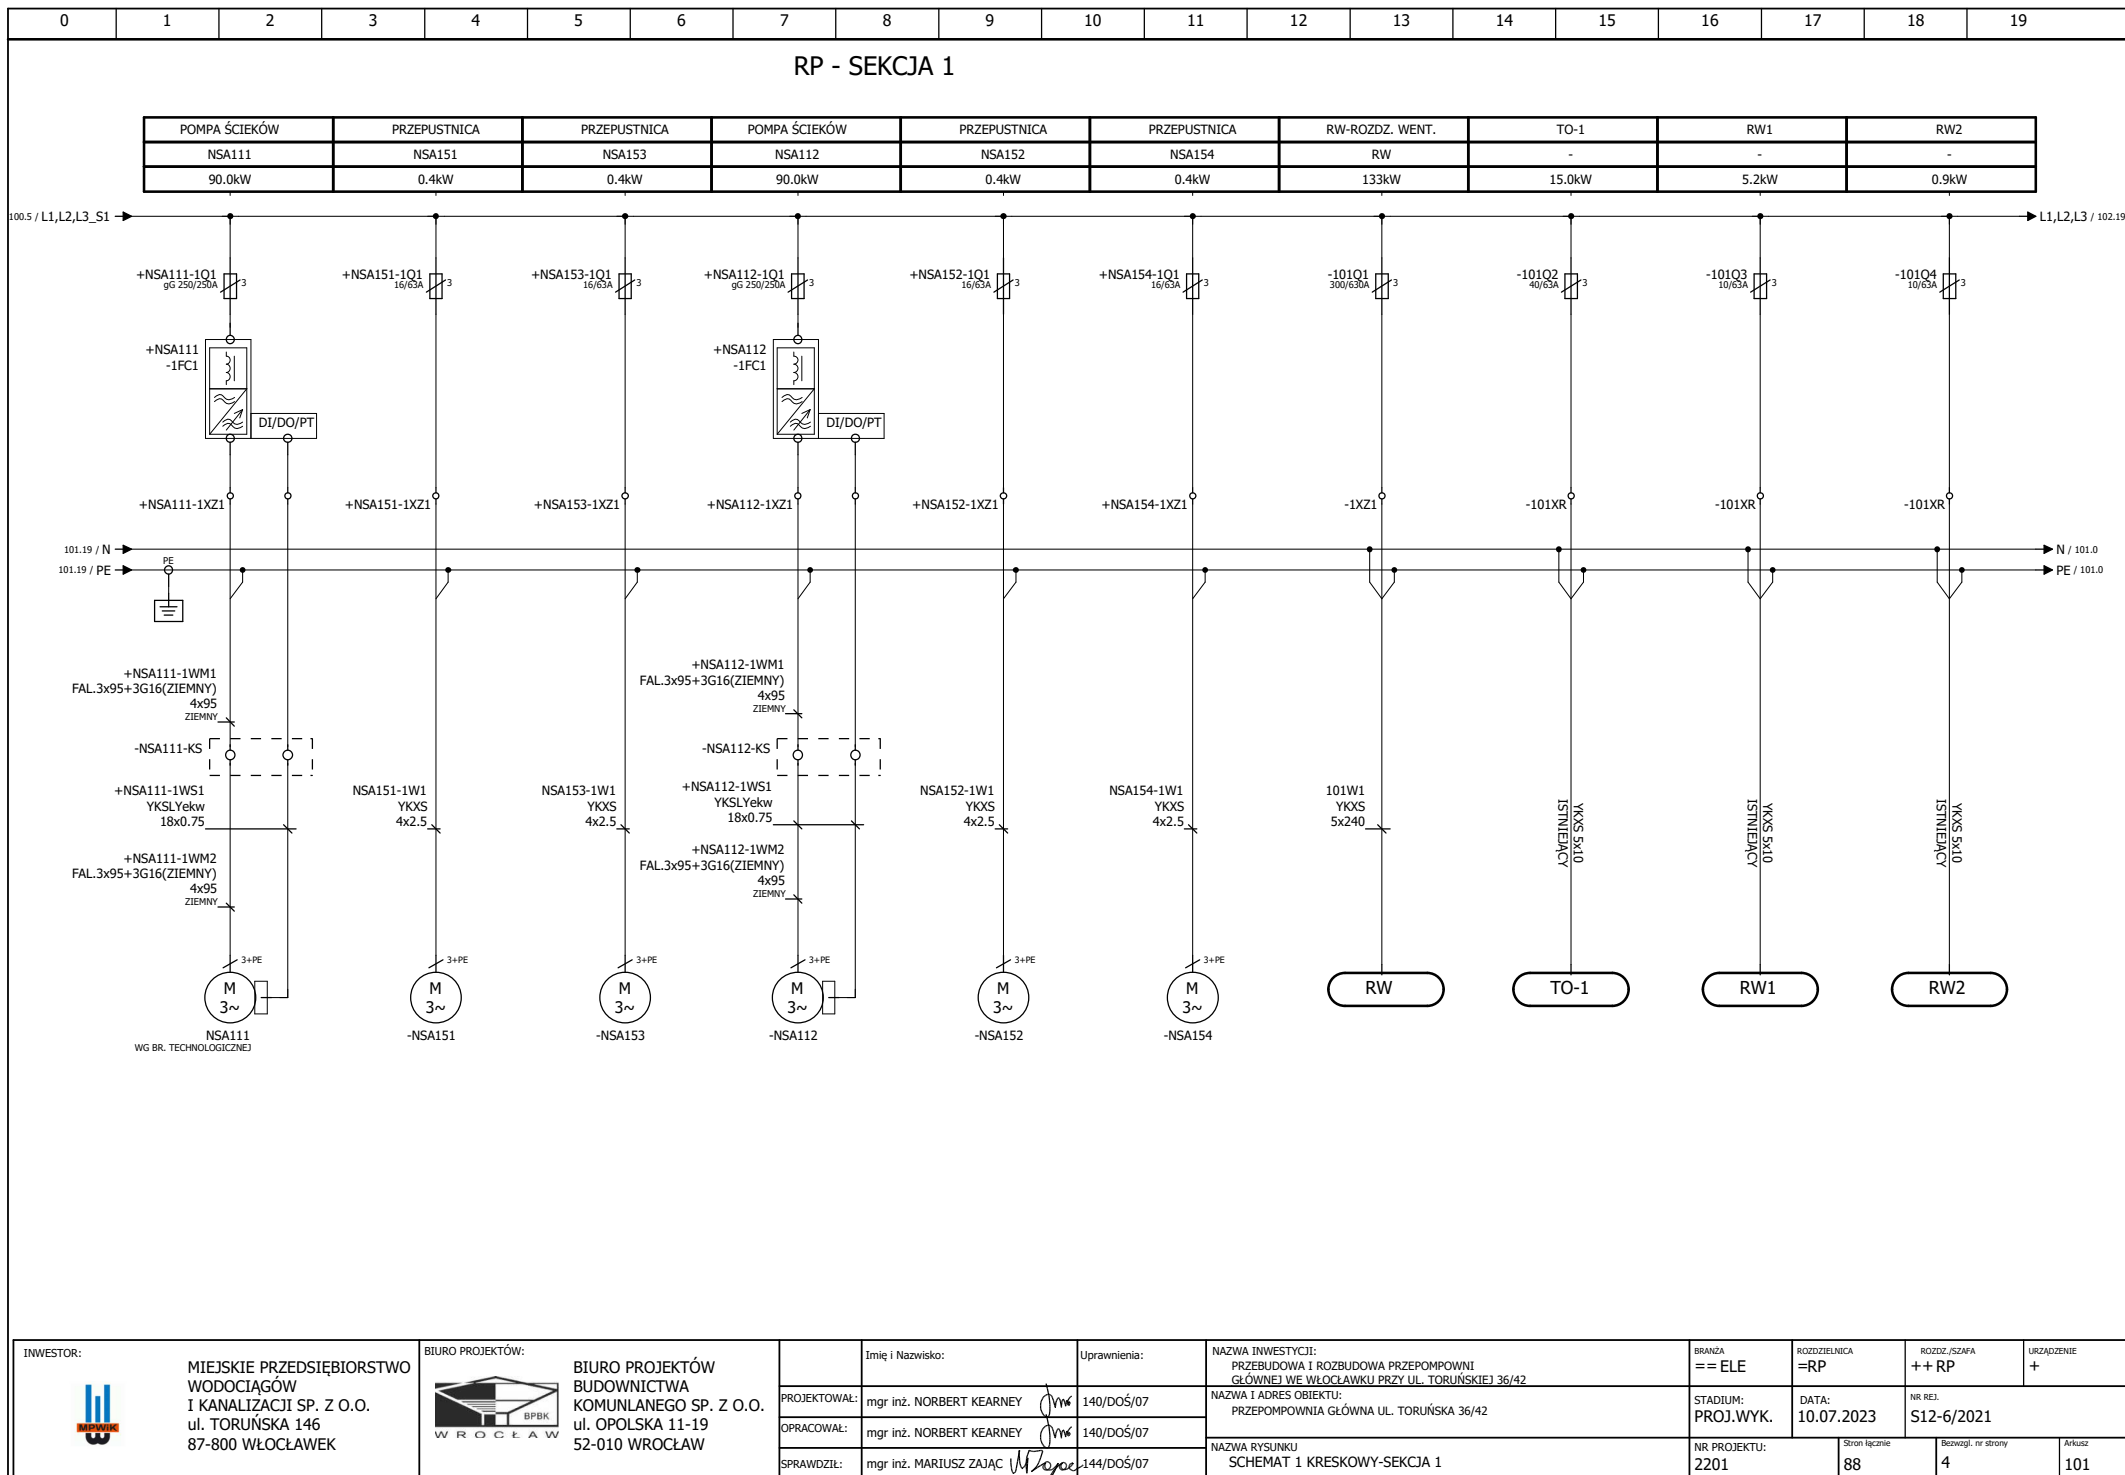 0 1 2 3 4 5 6 7 8 9 10 11 12 13 14 15 16 17 18 19
RP - SEKCJA 1
POMPA ŚCIEKÓW PRZEPUSTNICA PRZEPUSTNICA POMPA ŚCIEKÓW PRZEPUSTNICA PRZEPUSTNICA RW-ROZDZ. WENT. TO-1 RW1 RW2
NSA111 NSA151 NSA153 NSA112 NSA152 NSA154 RW - - -
90.0kW 0.4kW 0.4kW 90.0kW 0.4kW 0.4kW 133kW 15.0kW 5.2kW 0.9kW
100.5 / L1,L2,L3_S1 L1,L2,L3 / 102.19
+NSA111-1Q1 3 +NSA151-1Q1 3 +NSA153-1Q1 3 +NSA112-1Q1 3 +NSA152-1Q1 3 +NSA154-1Q1 3 -101Q1 3 -101Q2 3 -101Q3 3 -101Q4 3
gG 250/250A 16/63A 16/63A gG 250/250A 16/63A 16/63A 300/630A 40/63A 10/63A 10/63A
+NSA111 +NSA112
-1FC1 -1FC1
DI/DO/PT DI/DO/PT
+NSA111-1XZ1 +NSA151-1XZ1 +NSA153-1XZ1 +NSA112-1XZ1 +NSA152-1XZ1 +NSA154-1XZ1 -1XZ1 -101XR -101XR -101XR
101.19 / N N / 101.0
101.19 / PE PE PE / 101.0
+NSA111-1WM1 +NSA112-1WM1
FAL.3x95+3G16(ZIEMNY) FAL.3x95+3G16(ZIEMNY)
4x95 4x95
ZIEMNY ZIEMNY
-NSA111-KS -NSA112-KS
+NSA111-1WS1 NSA151-1W1 NSA153-1W1 +NSA112-1WS1 NSA152-1W1 NSA154-1W1 101W1
YKSLYekw YKXS YKXS YKSLYekw YKXS YKXS YKXS
18x0.75 4x2.5 4x2.5 18x0.75 4x2.5 4x2.5 5x240
YKXS 5x10 YKXS 5x10 YKXS 5x10
ISTNIEJĄCY ISTNIEJĄCY ISTNIEJĄCY
+NSA111-1WM2 +NSA112-1WM2
FAL.3x95+3G16(ZIEMNY) FAL.3x95+3G16(ZIEMNY)
4x95 4x95
ZIEMNY ZIEMNY
3+PE 3+PE 3+PE 3+PE 3+PE 3+PE
M M M M M M RW TO-1 RW1 RW2
3~ 3~ 3~ 3~ 3~ 3~
NSA111 -NSA151 -NSA153 -NSA112 -NSA152 -NSA154
WG BR. TECHNOLOGICZNEJ
INWESTOR:
MPWiK
MIEJSKIE PRZEDSIĘBIORSTWO
WODOCIĄGÓW
I KANALIZACJI SP. Z O.O.
ul. TORUŃSKA 146
87-800 WŁOCŁAWEK
BIURO PROJEKTÓW:
BPBK
WROCŁAW
BIURO PROJEKTÓW
BUDOWNICTWA
KOMUNLANEGO SP. Z O.O.
ul. OPOLSKA 11-19
52-010 WROCŁAW
Imię i Nazwisko: Uprawnienia:
PROJEKTOWAŁ: mgr inż. NORBERT KEARNEY 140/DOŚ/07
OPRACOWAŁ: mgr inż. NORBERT KEARNEY 140/DOŚ/07
SPRAWDZIŁ: mgr inż. MARIUSZ ZAJĄC 144/DOŚ/07
NAZWA INWESTYCJI:
PRZEBUDOWA I ROZBUDOWA PRZEPOMPOWNI
GŁÓWNEJ WE WŁOCŁAWKU PRZY UL. TORUŃSKIEJ 36/42
NAZWA I ADRES OBIEKTU:
PRZEPOMPOWNIA GŁÓWNA UL. TORUŃSKA 36/42
NAZWA RYSUNKU
SCHEMAT 1 KRESKOWY-SEKCJA 1
BRANŻA ROZDZIELNICA ROZDZ./SZAFA URZĄDZENIE
==ELE =RP ++RP +
STADIUM: DATA: NR REJ.
PROJ.WYK. 10.07.2023 S12-6/2021
NR PROJEKTU: Stron łącznie Bezwzgl. nr strony Arkusz
2201 88 4 101